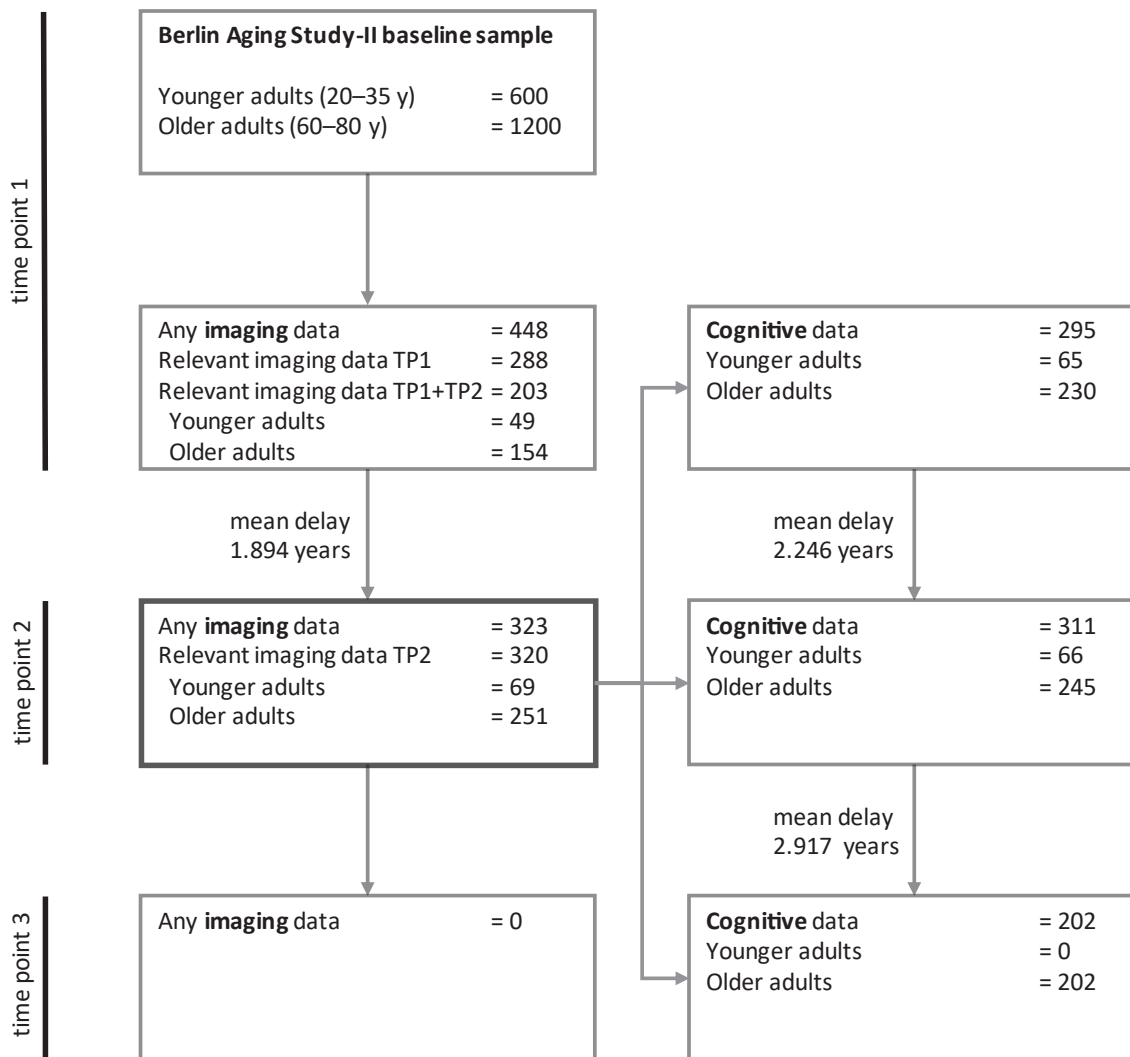 Berlin Aging Study-II baseline sample
Younger adults (20–35 y) = 600
Older adults (60–80 y) = 1200
time point 1
Any imaging data = 448
Relevant imaging data TP1 = 288
Relevant imaging data TP1+TP2 = 203
Younger adults = 49
Older adults = 154
Cognitive data = 295
Younger adults = 65
Older adults = 230
mean delay
1.894 years
mean delay
2.246 years
time point 2
Any imaging data = 323
Relevant imaging data TP2 = 320
Younger adults = 69
Older adults = 251
Cognitive data = 311
Younger adults = 66
Older adults = 245
mean delay
2.917 years
time point 3
Any imaging data = 0
Cognitive data = 202
Younger adults = 0
Older adults = 202